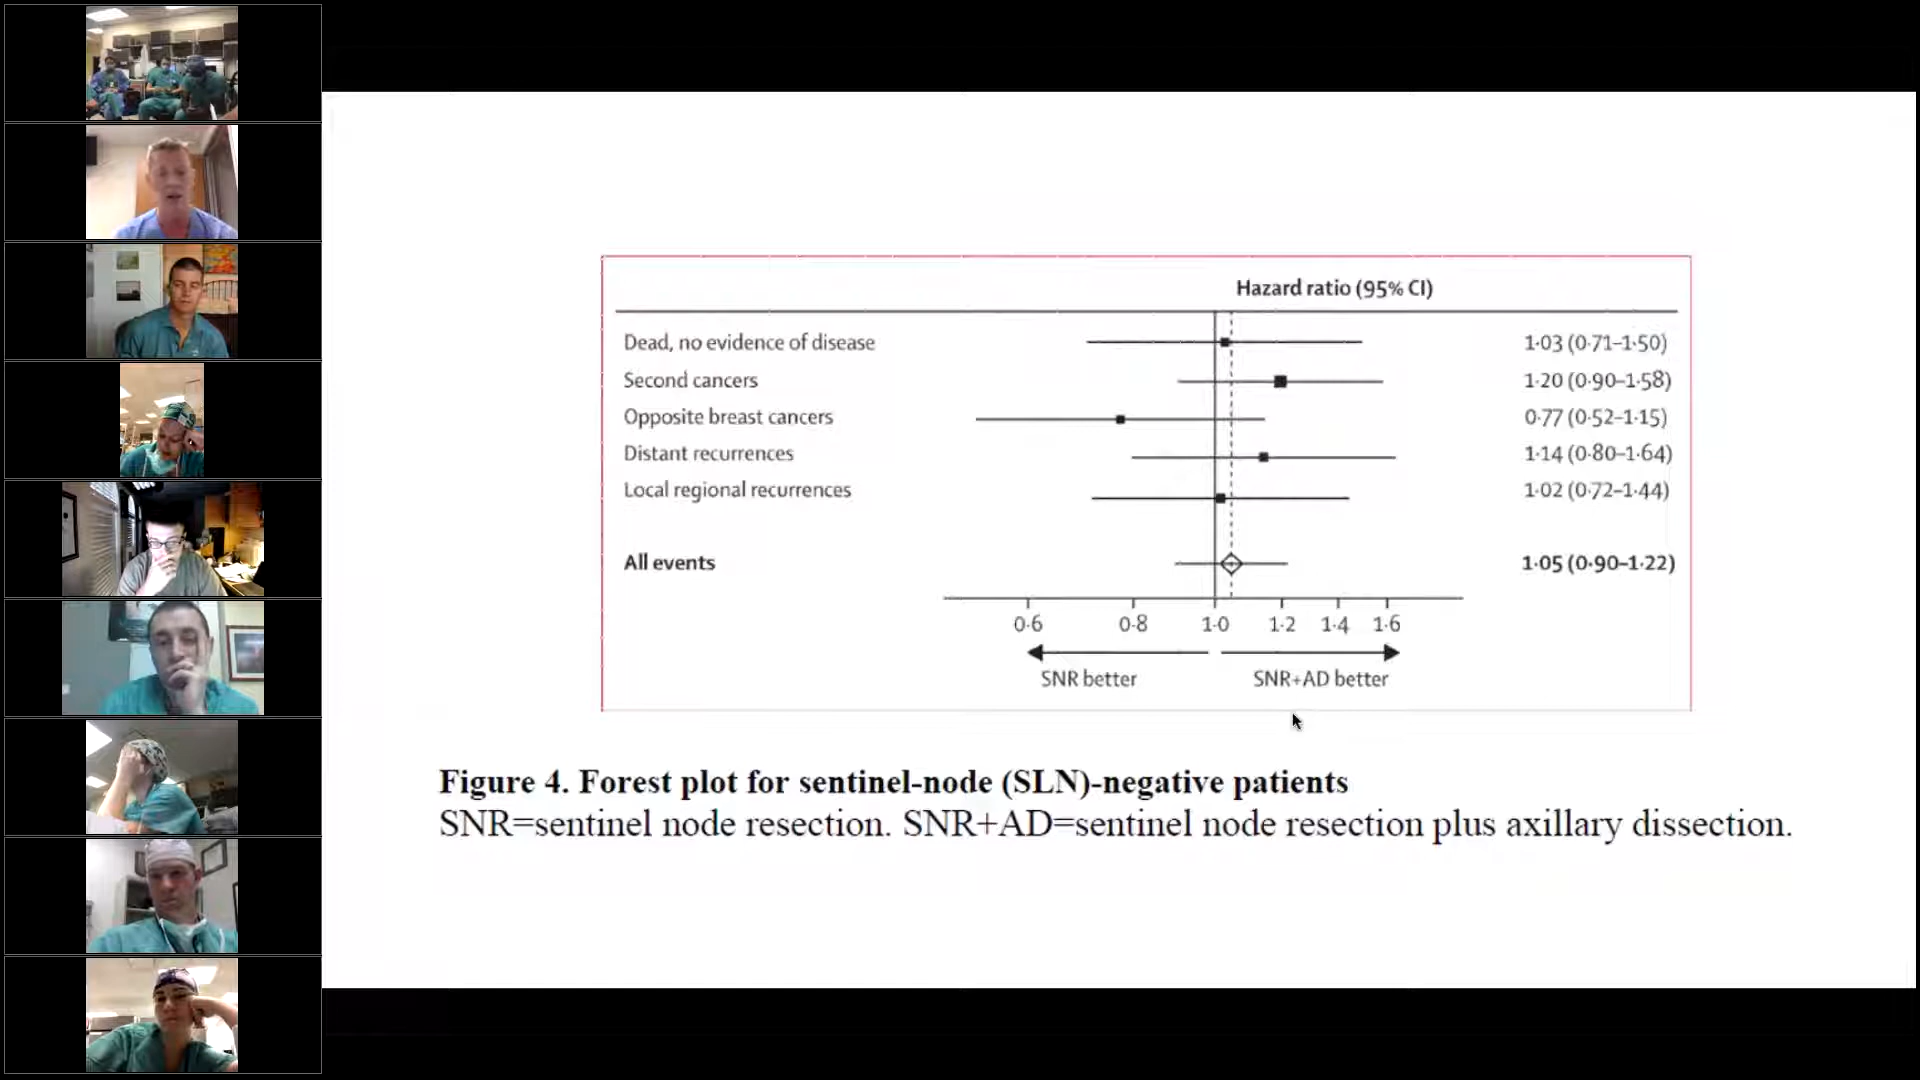 Hazard ratio (95% CI)
Dead, no evidence of disease 1·03 (0·71–1·50)
Second cancers 1·20 (0·90–1·58)
Opposite breast cancers 0·77 (0·52–1·15)
Distant recurrences 1·14 (0·80–1·64)
Local regional recurrences 1·02 (0·72–1·44)
All events 1·05 (0·90–1·22)
0·6 0·8 1·0 1·2 1·4 1·6
SNR better SNR+AD better
Figure 4. Forest plot for sentinel-node (SLN)-negative patients
SNR=sentinel node resection. SNR+AD=sentinel node resection plus axillary dissection.